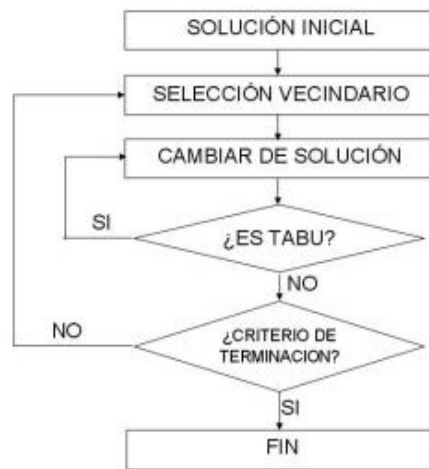 SOLUCIÓN INICIAL
SELECCIÓN VECINDARIO
CAMBIAR DE SOLUCIÓN
SI
¿ES TABU?
NO
NO
¿CRITERIO DE
TERMINACION?
SI
FIN